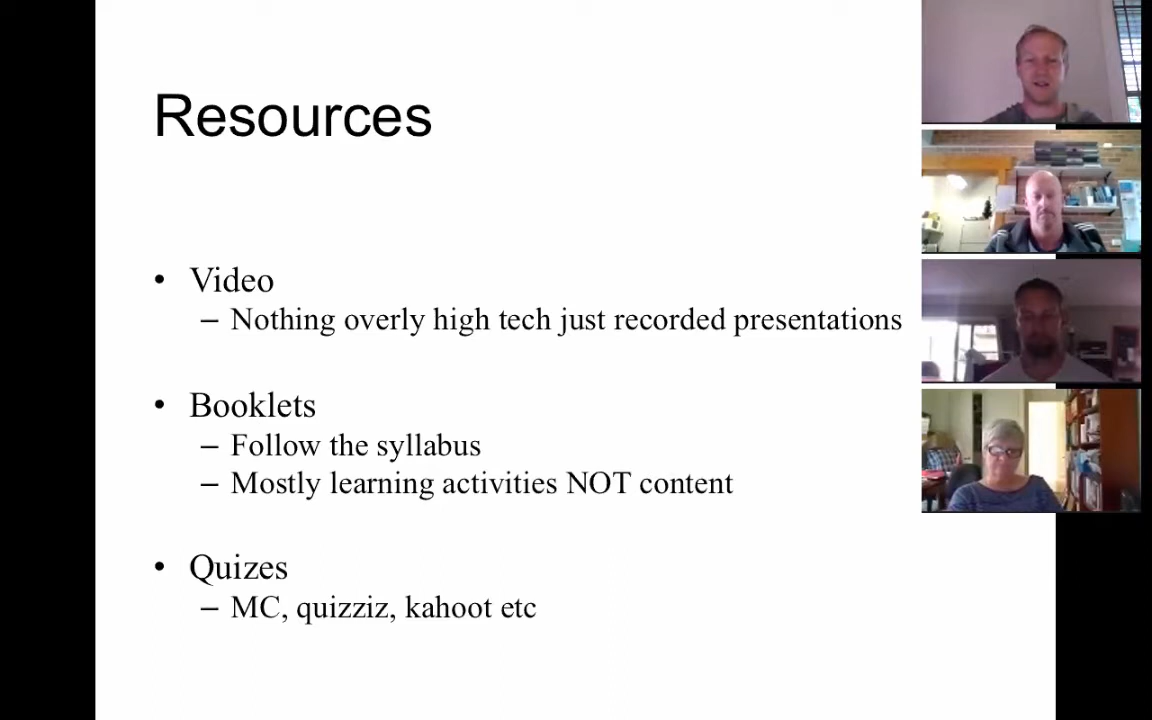 Resources
• Video
– Nothing overly high tech just recorded presentations
• Booklets
– Follow the syllabus
– Mostly learning activities NOT content
• Quizes
– MC, quizziz, kahoot etc